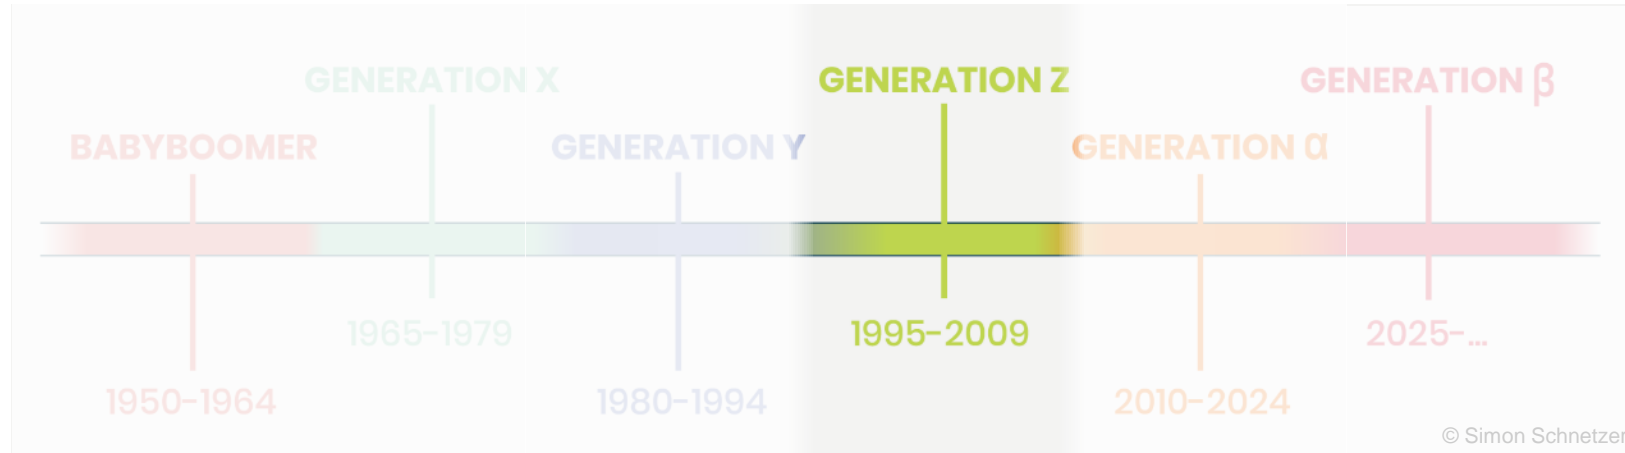 GENERATION X
GENERATION Z
GENERATION β
BABYBOOMER
GENERATION Y
GENERATION α
1965-1979
1995-2009
2025-...
1950-1964
1980-1994
2010-2024
© Simon Schnetzer